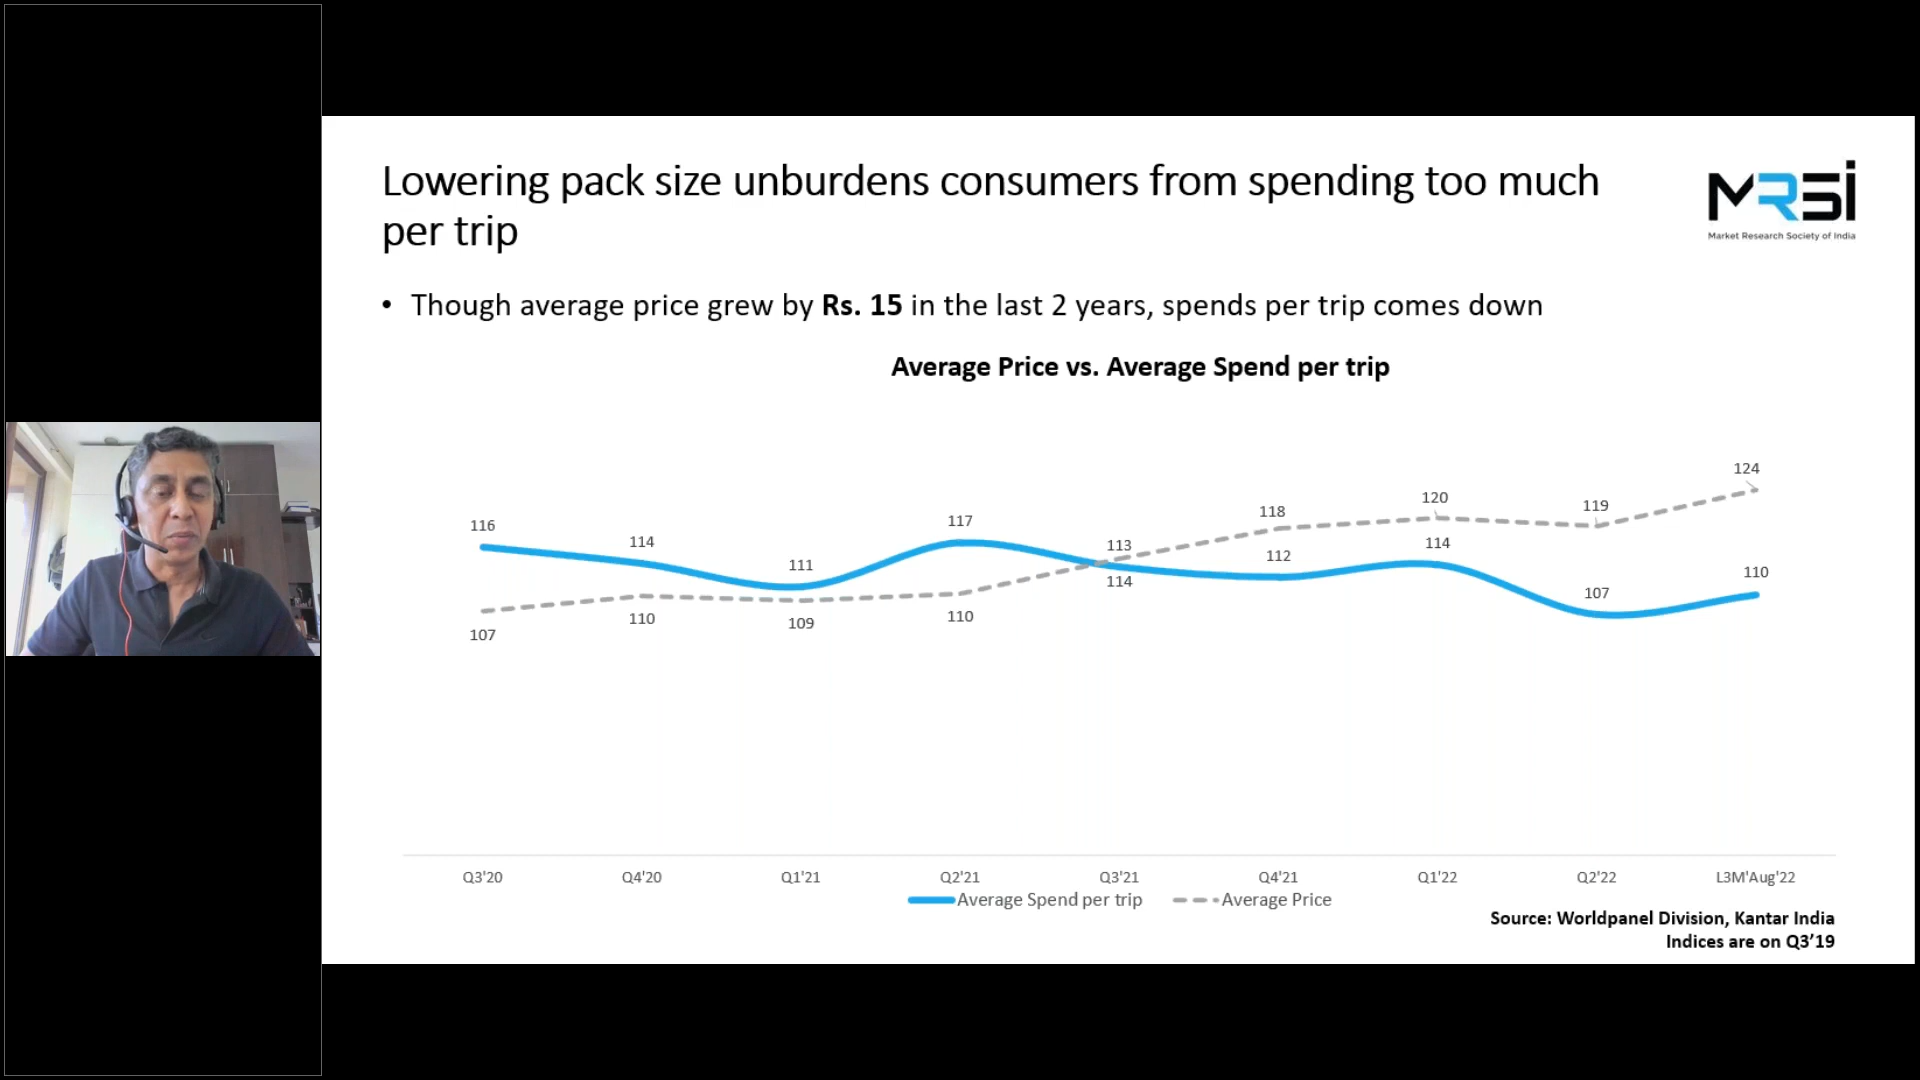 Lowering pack size unburdens consumers from spending too much
per trip
MRSi
Market Research Society of India
• Though average price grew by Rs. 15 in the last 2 years, spends per trip comes down
Average Price vs. Average Spend per trip
116 114 111 117 113 118 120 119 124
107 110 109 110 114 112 114 107 110
Q3'20 Q4'20 Q1'21 Q2'21 Q3'21 Q4'21 Q1'22 Q2'22 L3M'Aug'22
Average Spend per trip Average Price
Source: Worldpanel Division, Kantar India
Indices are on Q3’19